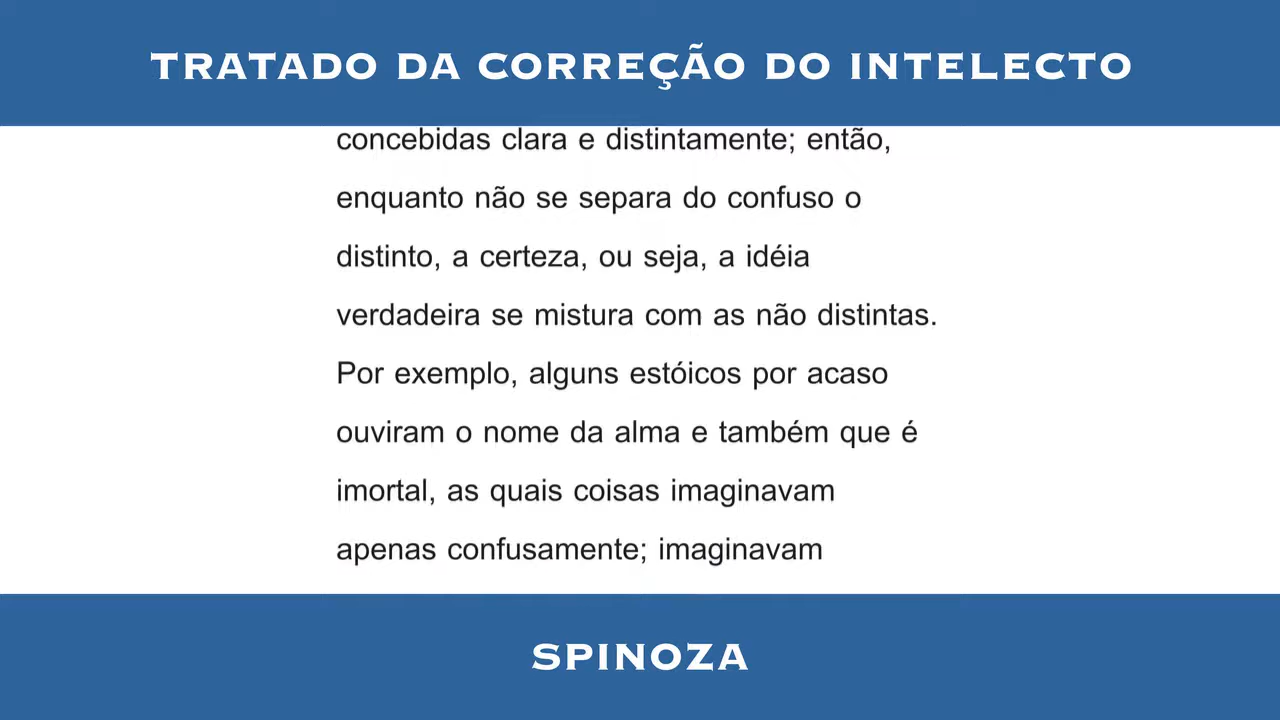 TRATADO DA CORREÇÃO DO INTELECTO
concebidas clara e distintamente; então,
enquanto não se separa do confuso o
distinto, a certeza, ou seja, a idéia
verdadeira se mistura com as não distintas.
Por exemplo, alguns estóicos por acaso
ouviram o nome da alma e também que é
imortal, as quais coisas imaginavam
apenas confusamente; imaginavam
SPINOZA